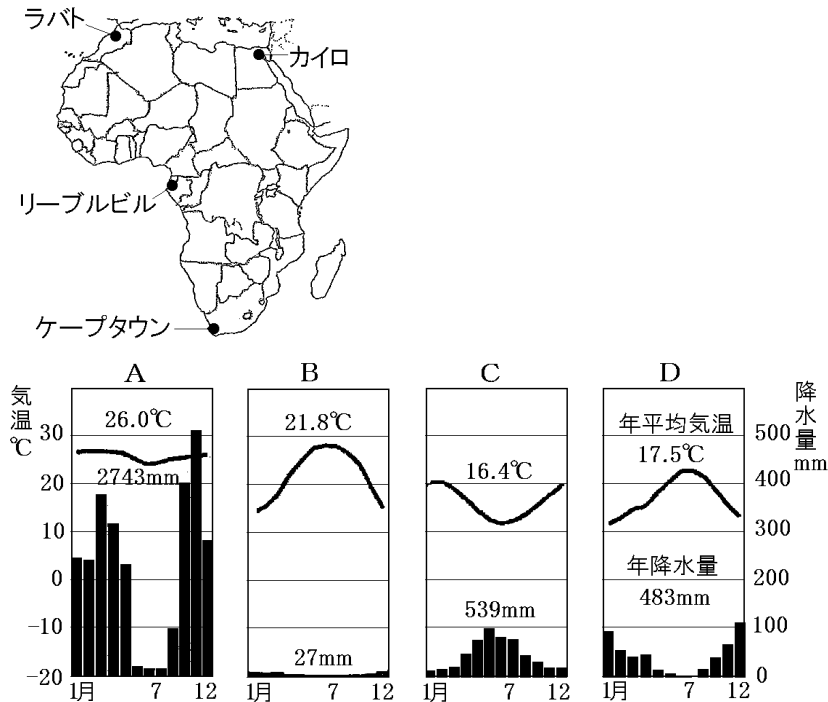 ラバト
カイロ
リーブルビル
ケープタウン
A B C D
気温℃
降水量mm
30
20
10
0
-10
-20
500
400
300
200
100
0
26.0℃
2743mm
1月 7 12
21.8℃
27mm
1月 7 12
16.4℃
539mm
1月 7 12
年平均気温
17.5℃
年降水量
483mm
1月 7 12